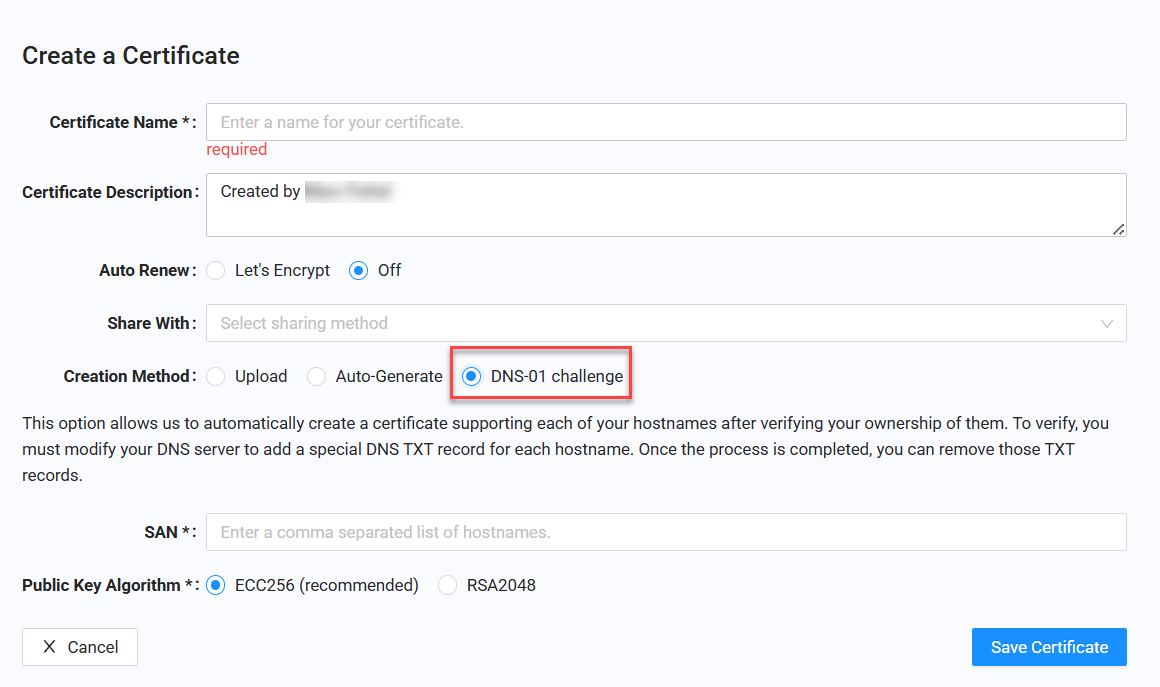 Create a Certificate
Certificate Name *: Enter a name for your certificate.
required
Certificate Description: Created by
Auto Renew: Let's Encrypt Off
Share With: Select sharing method
Creation Method: Upload Auto-Generate DNS-01 challenge
This option allows us to automatically create a certificate supporting each of your hostnames after verifying your ownership of them. To verify, you
must modify your DNS server to add a special DNS TXT record for each hostname. Once the process is completed, you can remove those TXT
records.
SAN *: Enter a comma separated list of hostnames.
Public Key Algorithm *: ECC256 (recommended) RSA2048
Cancel Save Certificate